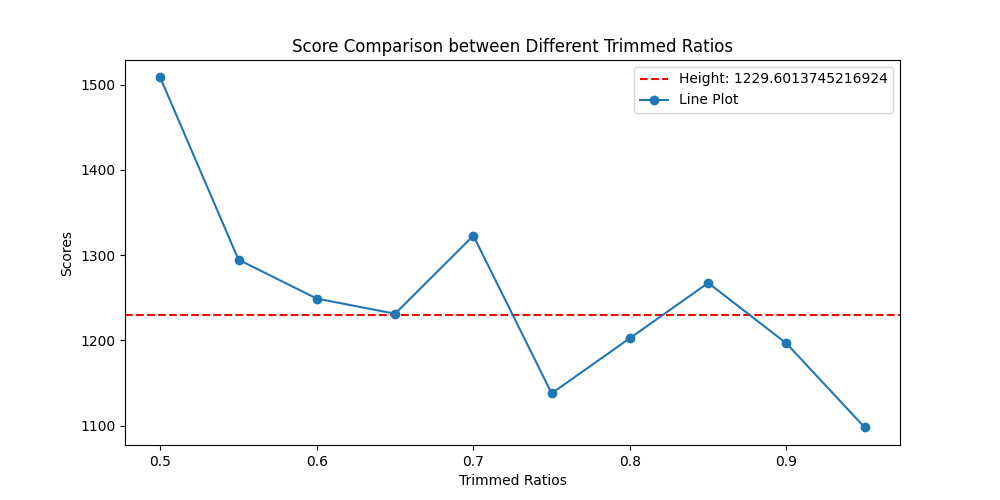 Score Comparison between Different Trimmed Ratios
Height: 1229.6013745216924
Line Plot
Scores
1500
1400
1300
1200
1100
0.5 0.6 0.7 0.8 0.9
Trimmed Ratios